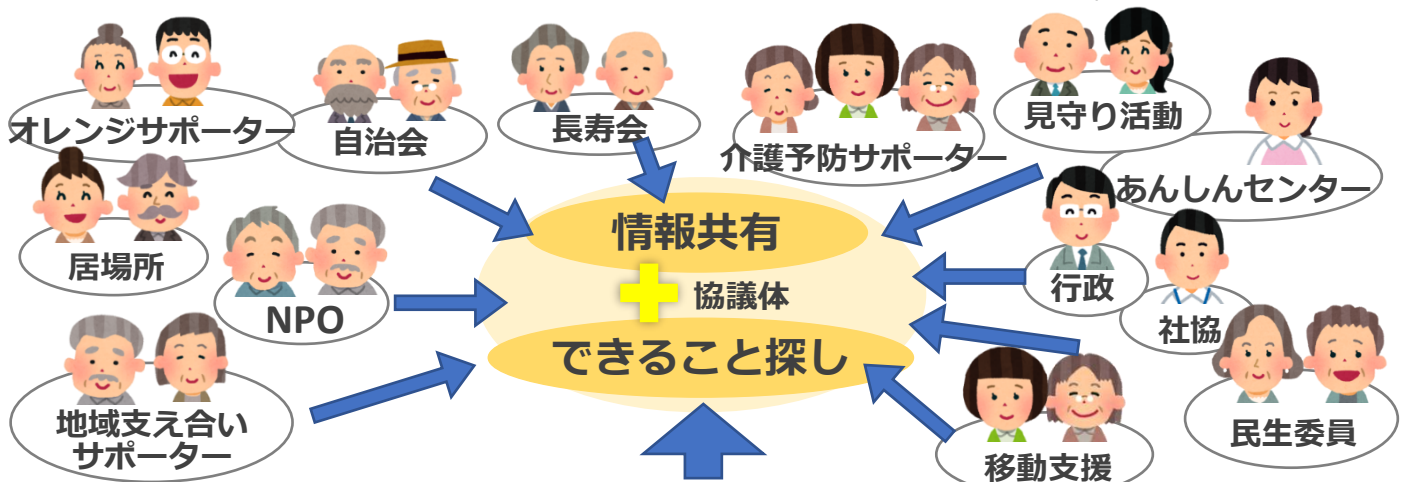 オレンジサポーター
自治会
長寿会
介護予防サポーター
見守り活動
あんしんセンター
居場所
NPO
情報共有
協議体
できること探し
行政
社協
地域支え合い
サポーター
移動支援
民生委員